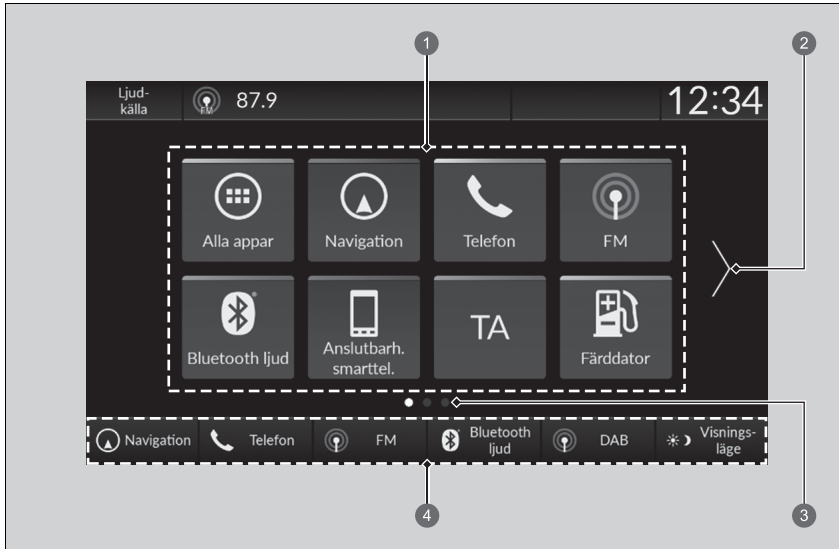 1
2
Ljud-
källa
FM
87.9
12:34
Alla appar
Navigation
Telefon
FM
Bluetooth ljud
Anslutbarh.
smarttel.
TA
Färddator
Navigation
Telefon
FM
Bluetooth
ljud
DAB
Visnings-
läge
4
3